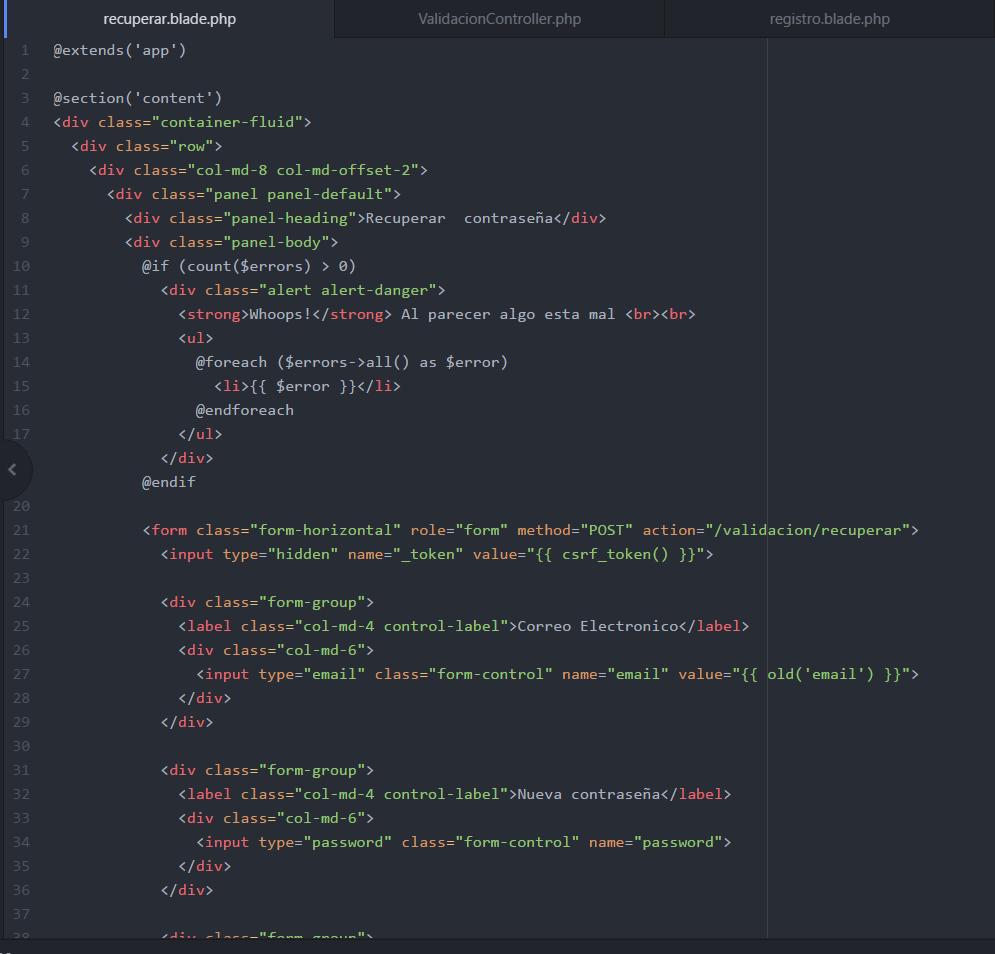 recuperar.blade.php ValidacionController.php registro.blade.php
1 @extends('app')
2
3 @section('content')
4 <div class="container-fluid">
5 <div class="row">
6 <div class="col-md-8 col-md-offset-2">
7 <div class="panel panel-default">
8 <div class="panel-heading">Recuperar  contraseña</div>
9 <div class="panel-body">
10 @if (count($errors) > 0)
11 <div class="alert alert-danger">
12 <strong>Whoops!</strong> Al parecer algo esta mal <br><br>
13 <ul>
14 @foreach ($errors->all() as $error)
15 <li>{{ $error }}</li>
16 @endforeach
17 </ul>
</div>
@endif
20
21 <form class="form-horizontal" role="form" method="POST" action="/validacion/recuperar">
22 <input type="hidden" name="_token" value="{{ csrf_token() }}">
23
24 <div class="form-group">
25 <label class="col-md-4 control-label">Correo Electronico</label>
26 <div class="col-md-6">
27 <input type="email" class="form-control" name="email" value="{{ old('email') }}">
28 </div>
29 </div>
30
31 <div class="form-group">
32 <label class="col-md-4 control-label">Nueva contraseña</label>
33 <div class="col-md-6">
34 <input type="password" class="form-control" name="password">
35 </div>
36 </div>
37
38 <div class="form-group">